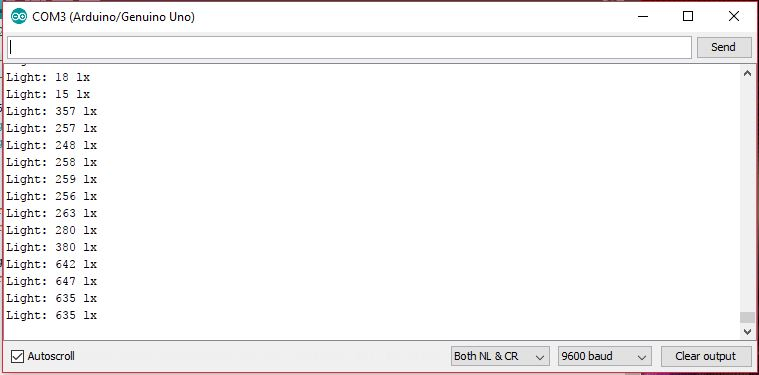 COM3 (Arduino/Genuino Uno)
Send
Light: 18 lx
Light: 15 lx
Light: 357 lx
Light: 257 lx
Light: 248 lx
Light: 258 lx
Light: 259 lx
Light: 256 lx
Light: 263 lx
Light: 280 lx
Light: 380 lx
Light: 642 lx
Light: 647 lx
Light: 635 lx
Light: 635 lx
Autoscroll Both NL & CR 9600 baud Clear output